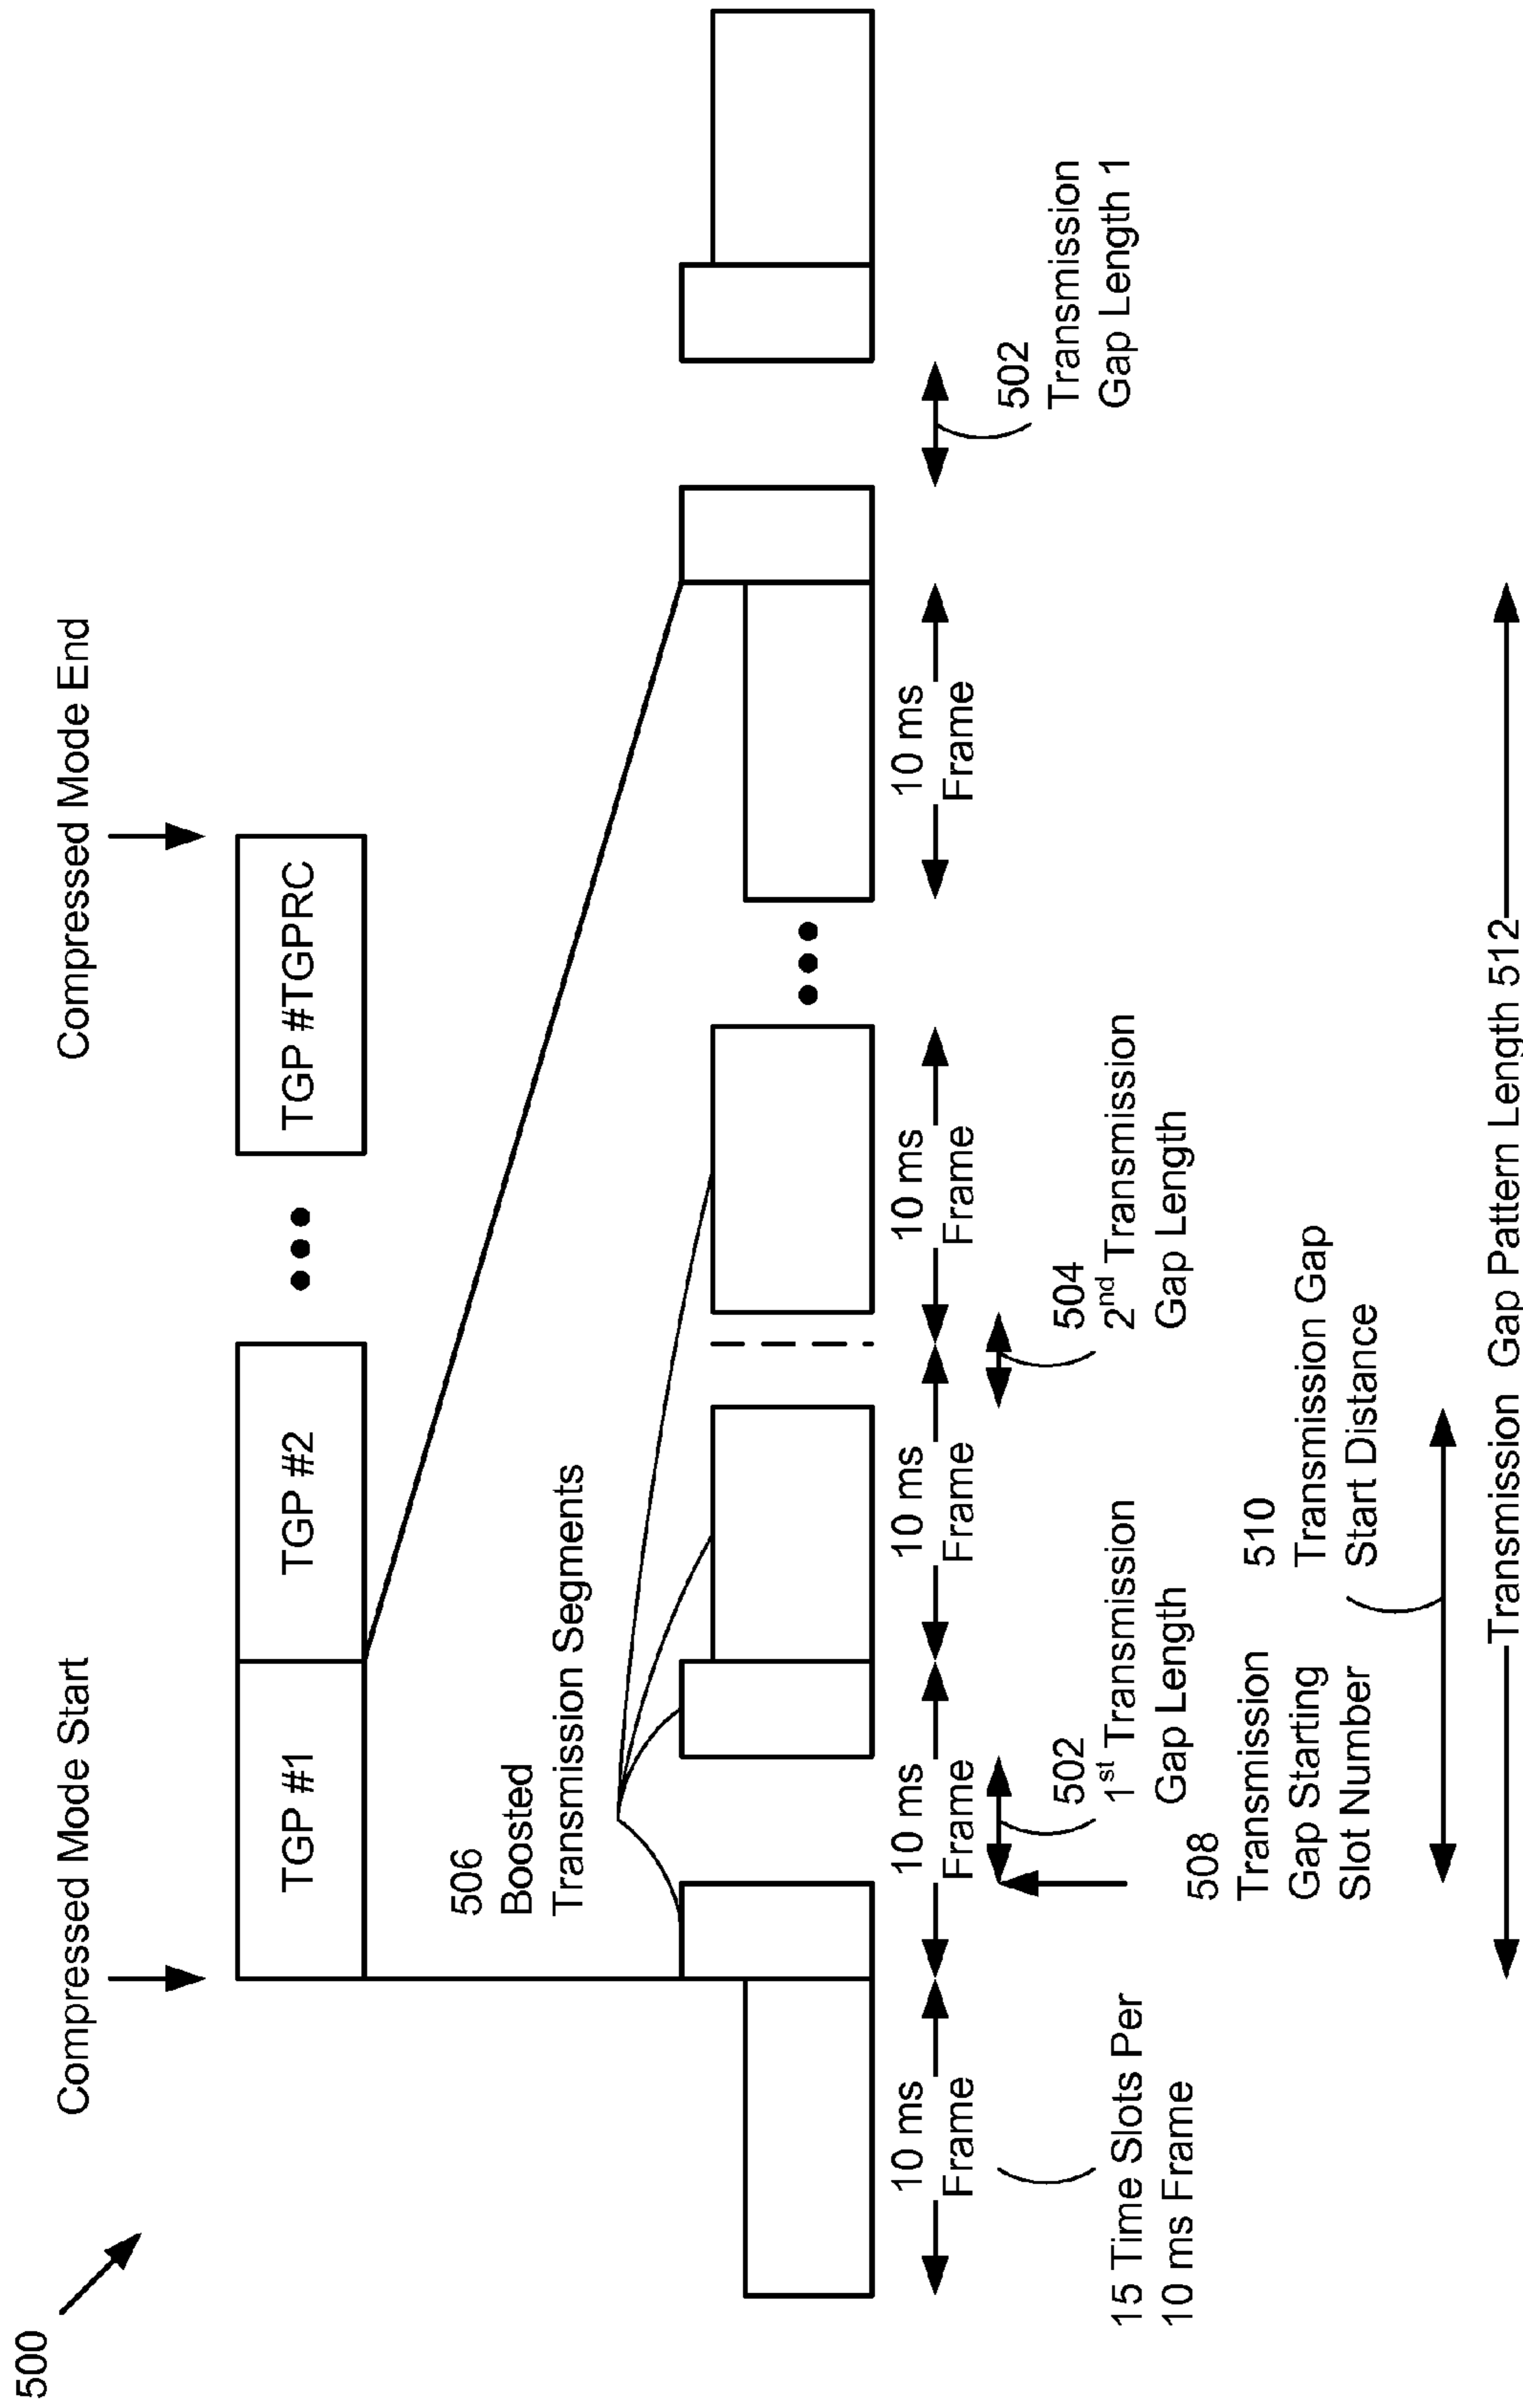 500
Compressed Mode Start
Compressed Mode End
TGP #1
TGP #2
TGP #TGPRC
506
Boosted
Transmission Segments
10 ms
Frame
10 ms
Frame
10 ms
Frame
10 ms
Frame
10 ms
Frame
15 Time Slots Per
10 ms Frame
502
1st Transmission
Gap Length
504
2nd Transmission
Gap Length
502
Transmission
Gap Length 1
508
Transmission
Gap Starting
Slot Number
510
Transmission Gap
Start Distance
Transmission Gap Pattern Length 512